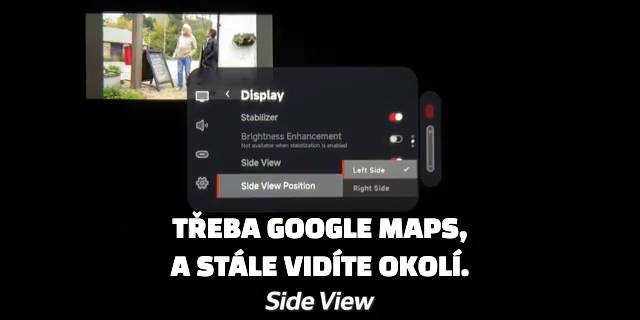 Display
Stabilizer
Brightness Enhancement
Not available when stabilization is enabled
Side View
Left Side
Side View Position
Right Side
TŘEBA GOOGLE MAPS,
A STÁLE VIDÍTE OKOLÍ.
Side View